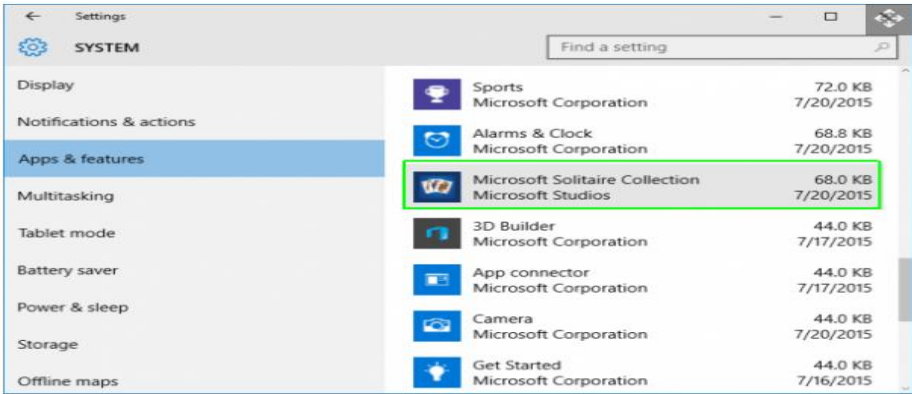 Settings
SYSTEM
Find a setting
Display
Notifications & actions
Apps & features
Multitasking
Tablet mode
Battery saver
Power & sleep
Storage
Offline maps
Sports 72.0 KB
Microsoft Corporation 7/20/2015
Alarms & Clock 68.8 KB
Microsoft Corporation 7/20/2015
Microsoft Solitaire Collection 68.0 KB
Microsoft Studios 7/20/2015
3D Builder 44.0 KB
Microsoft Corporation 7/17/2015
App connector 44.0 KB
Microsoft Corporation 7/17/2015
Camera 44.0 KB
Microsoft Corporation 7/20/2015
Get Started 44.0 KB
Microsoft Corporation 7/16/2015